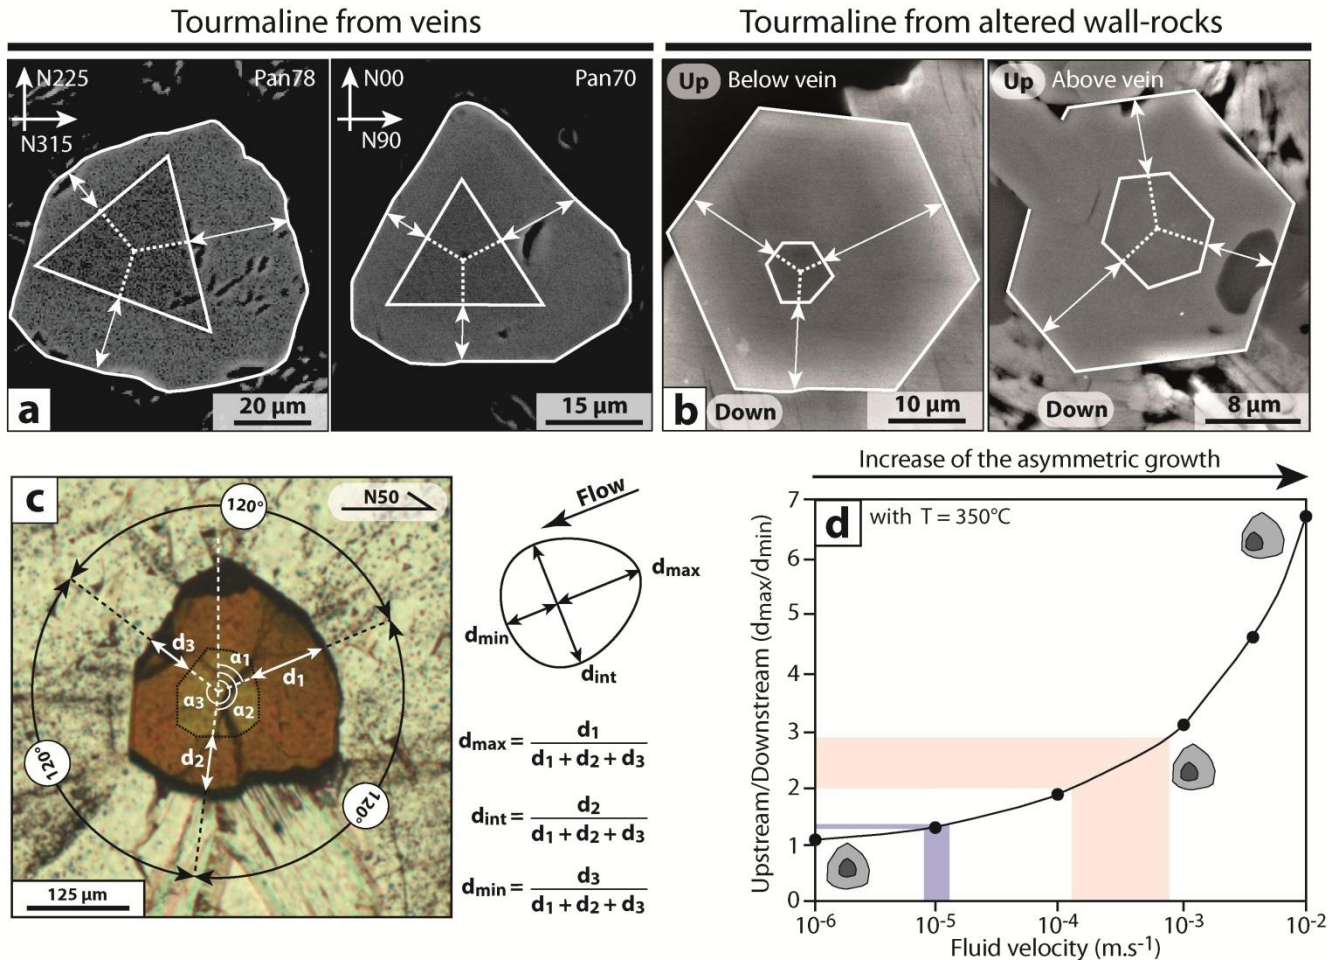 Tourmaline from veins
Tourmaline from altered wall-rocks
N225
Pan78
N315
a
20 µm
N00
Pan70
N90
15 µm
Up Below vein
b
Down
10 µm
Up Above vein
Down
8 µm
c
N50
120°
d3
α1
d1
α3
α2
d2
120°
120°
125 µm
Flow
dmax
dmin
dint
dmax = d1 / d1 + d2 + d3
dint = d2 / d1 + d2 + d3
dmin = d3 / d1 + d2 + d3
Increase of the asymmetric growth
d with T = 350°C
Upstream/Downstream (dmax/dmin)
7
6
5
4
3
2
1
0
10-6 10-5 10-4 10-3 10-2
Fluid velocity (m.s-1)